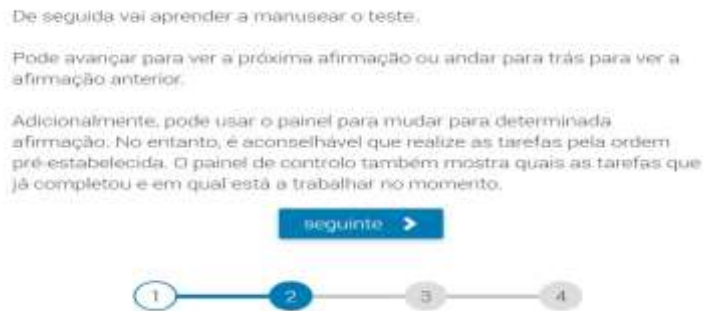 De seguida vai aprender a manusear o teste.
Pode avançar para ver a próxima afirmação ou andar para trás para ver a
afirmação anterior.
Adicionalmente, pode usar o painel para mudar para determinada
afirmação. No entanto, é aconselhável que realize as tarefas pela ordem
pré-estabelecida. O painel de controlo também mostra quais as tarefas que
já completou e em qual está a trabalhar no momento.
seguinte
1 2 3 4